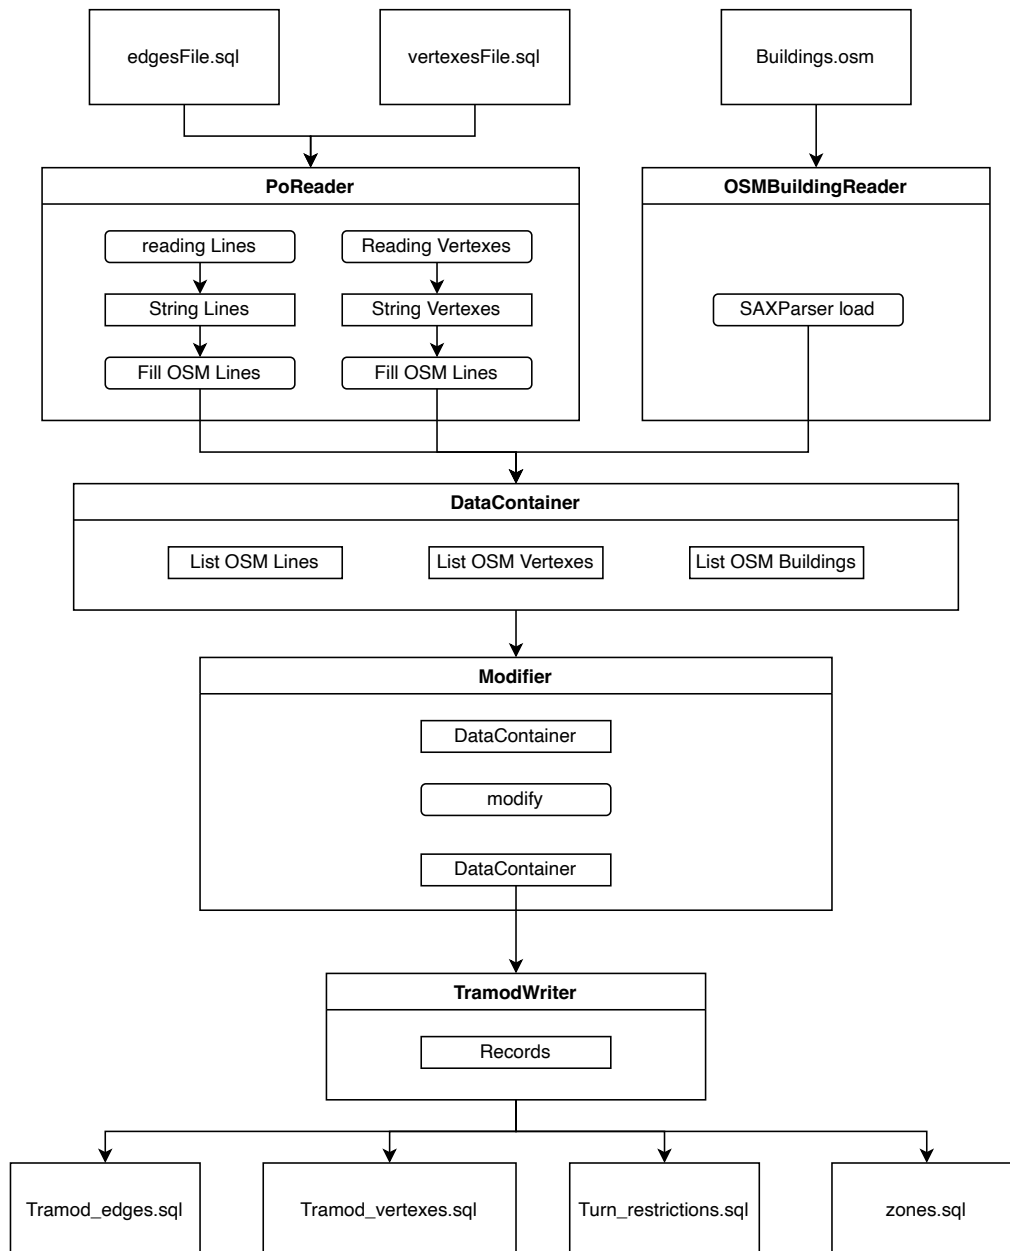 edgesFile.sql
vertexesFile.sql
Buildings.osm
PoReader
OSMBuildingReader
reading Lines
Reading Vertexes
String Lines
String Vertexes
SAXParser load
Fill OSM Lines
Fill OSM Lines
DataContainer
List OSM Lines
List OSM Vertexes
List OSM Buildings
Modifier
DataContainer
modify
DataContainer
TramodWriter
Records
Tramod_edges.sql
Tramod_vertexes.sql
Turn_restrictions.sql
zones.sql